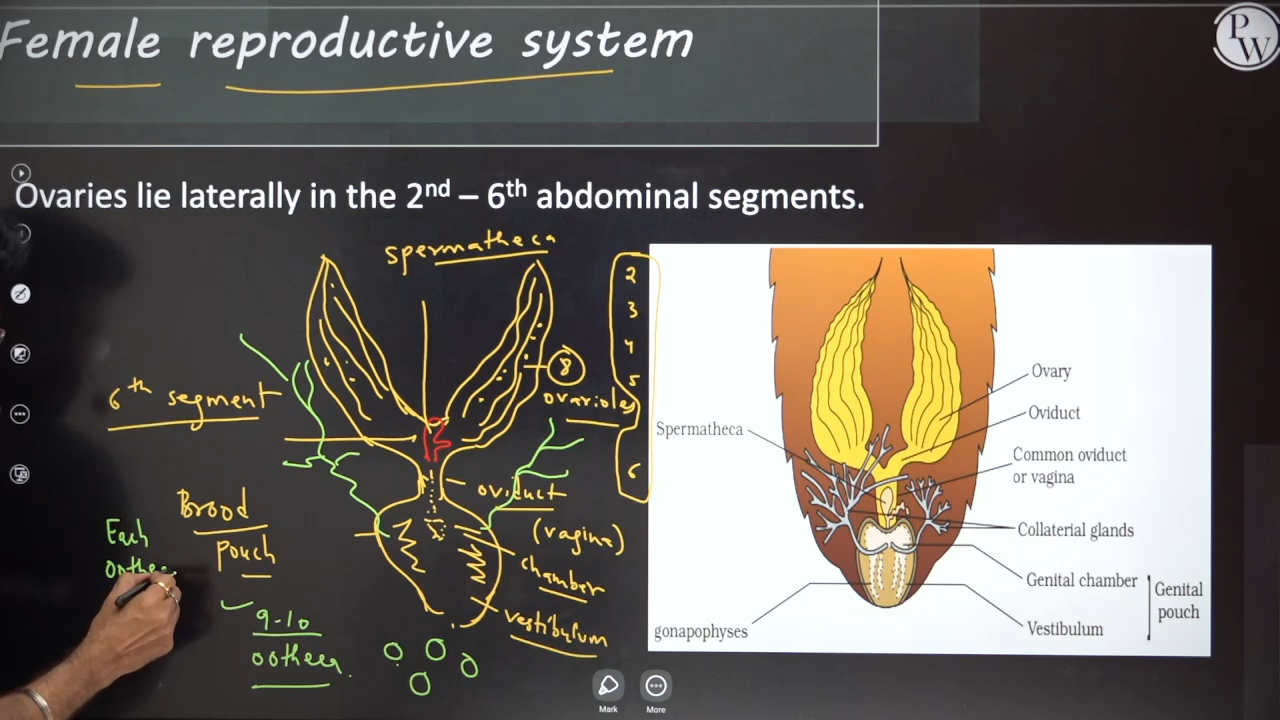 Female reproductive system
PW
Ovaries lie laterally in the 2nd – 6th abdominal segments.
spermatheca
2
3
4
5
6
8
ovarioles
6th segment
oviduct
(vagina)
Brood
pouch
chamber
vestibulum
Each
oothec
9-10
ootheca
Ovary
Oviduct
Spermatheca
Common oviduct
or vagina
Collaterial glands
Genital chamber
Genital
pouch
gonapophyses
Vestibulum
Mark
More